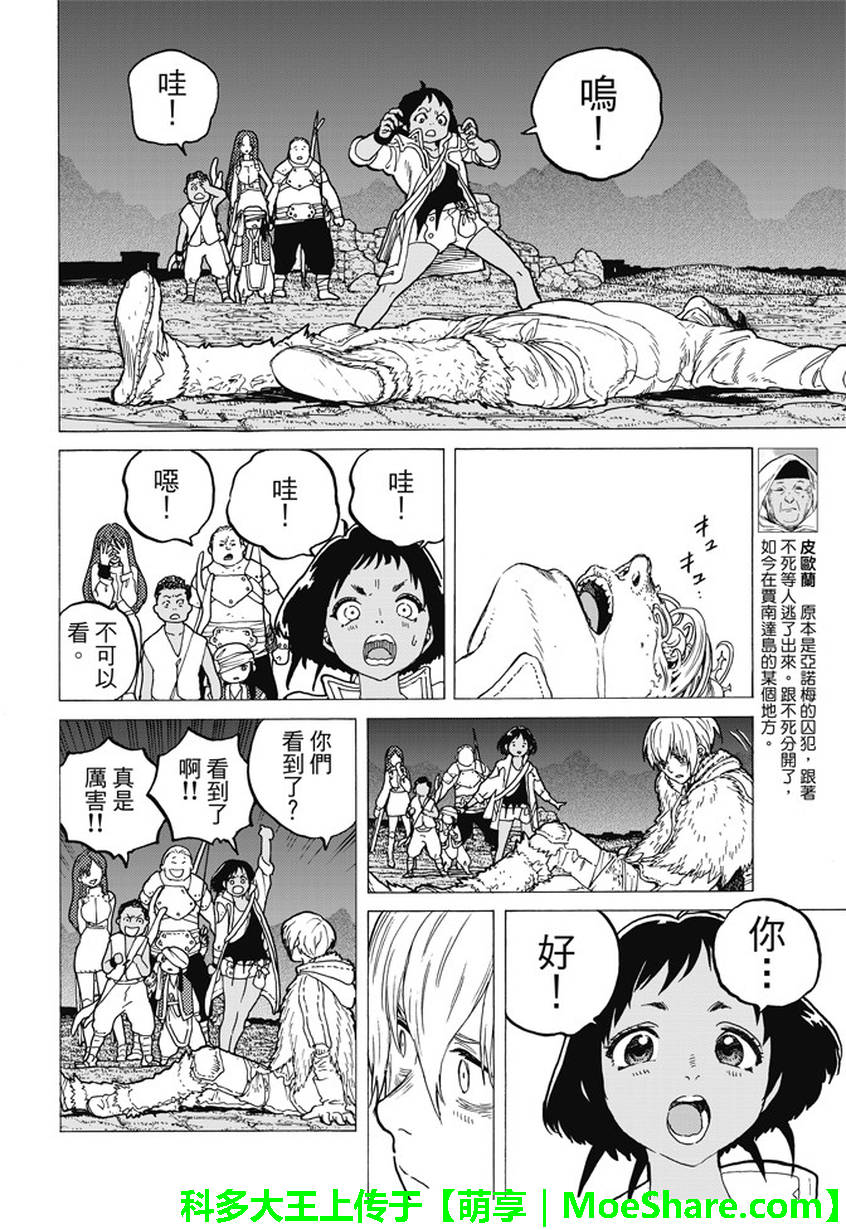 嗚！
哇！
皮歐蘭　原本是亞諾梅的囚犯，跟著
不死等人逃了出來。跟不死分開了，
如今在賈南達島的某個地方。
キュ
キュ
哇！
哇！
噁！
不可以
看。
你們
看到了?
看到了
啊!!
真是
厲害!!
你…
好！
科多大王上传于【萌享｜MoeShare.com】